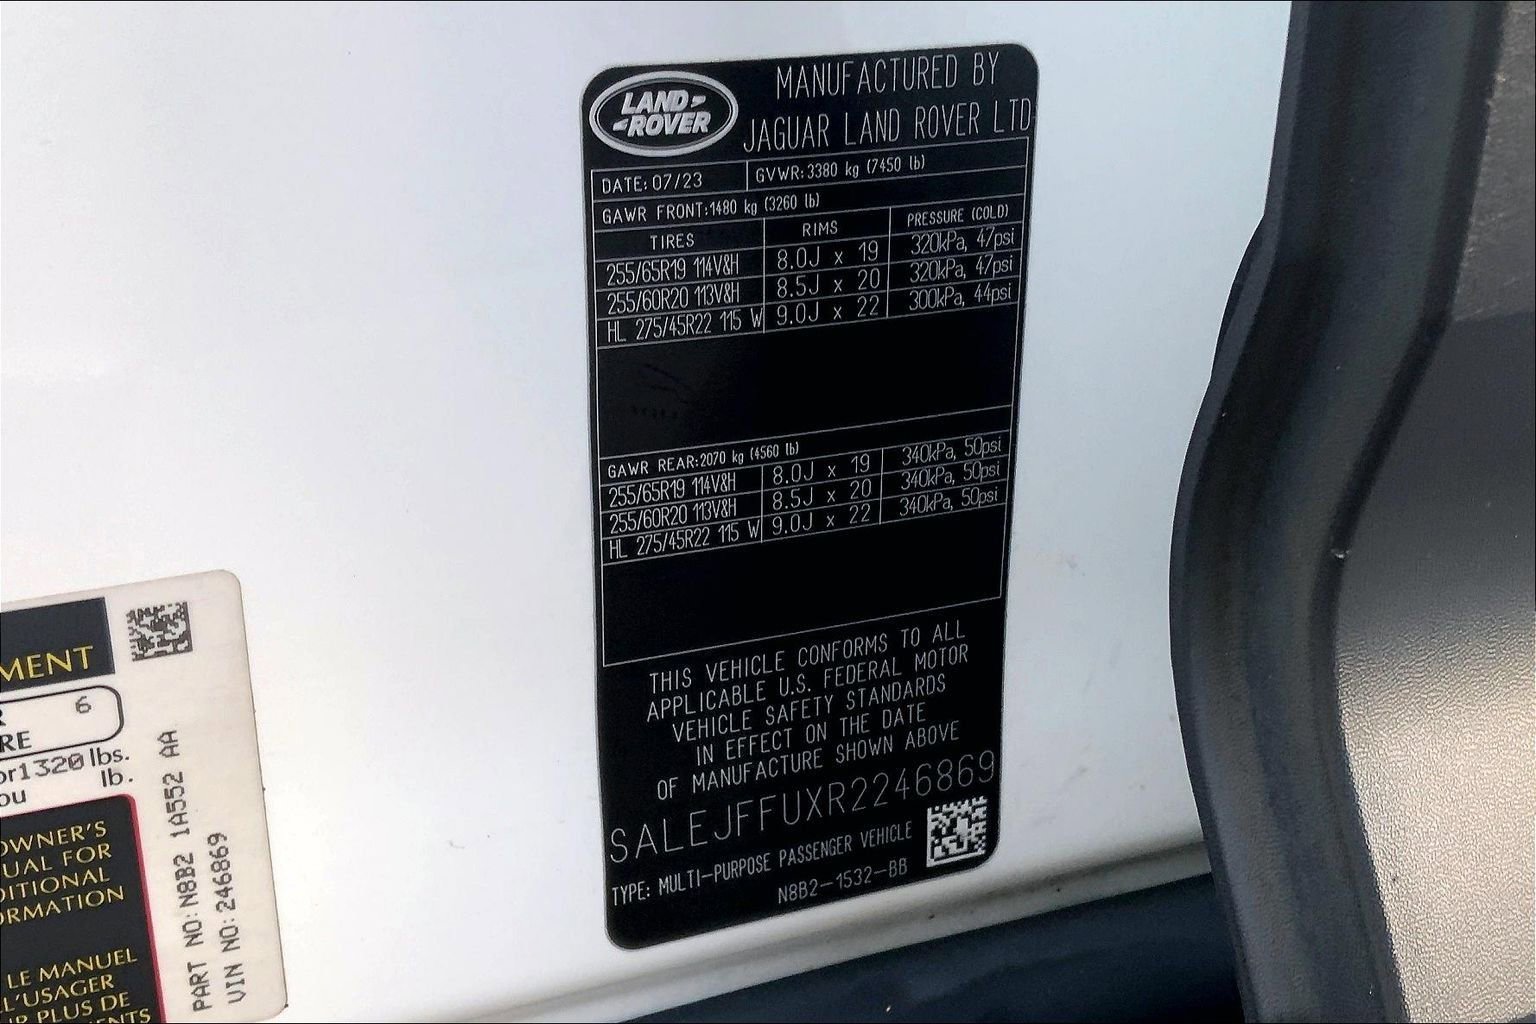 LAND
ROVER
MANUFACTURED BY
JAGUAR LAND ROVER LTD
DATE: 07/23
GVWR: 3380 kg (7450 lb)
GAWR FRONT: 1480 kg (3260 lb)
TIRES RIMS PRESSURE (COLD)
255/65R19 114V&H 8.0J x 19 320kPa, 47psi
255/60R20 113V&H 8.5J x 20 320kPa, 47psi
HL 275/45R22 115 W 9.0J x 22 300kPa, 44psi
GAWR REAR: 2070 kg (4560 lb)
255/65R19 114V&H 8.0J x 19 340kPa, 50psi
255/60R20 113V&H 8.5J x 20 340kPa, 50psi
HL 275/45R22 115 W 9.0J x 22 340kPa, 50psi
THIS VEHICLE CONFORMS TO ALL
APPLICABLE U.S. FEDERAL MOTOR
VEHICLE SAFETY STANDARDS
IN EFFECT ON THE DATE
OF MANUFACTURE SHOWN ABOVE
SALEJFFUXR2246869
TYPE: MULTI-PURPOSE PASSENGER VEHICLE
N8B2-1532-BB
MENT
R 6
RE
or 1320 lbs.
ou lb.
OWNER'S
UAL FOR
DITIONAL
ORMATION
LE MANUEL
L'USAGER
R PLUS DE
MENTS
PART NO: N8B2 1A552 AA
VIN NO: 246869